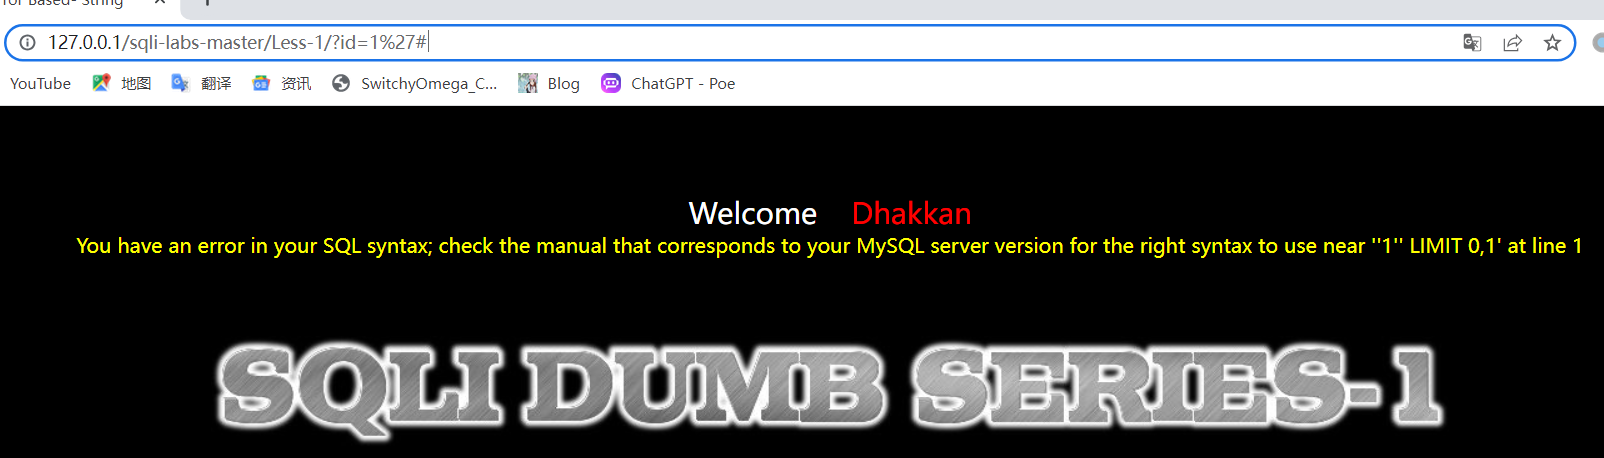 ror Based- String
127.0.0.1/sqli-labs-master/Less-1/?id=1%27#
YouTube 地图 翻译 资讯 SwitchyOmega_C... Blog ChatGPT - Poe
Welcome Dhakkan
You have an error in your SQL syntax; check the manual that corresponds to your MySQL server version for the right syntax to use near ''1'' LIMIT 0,1' at line 1
SQLI DUMB SERIES-1